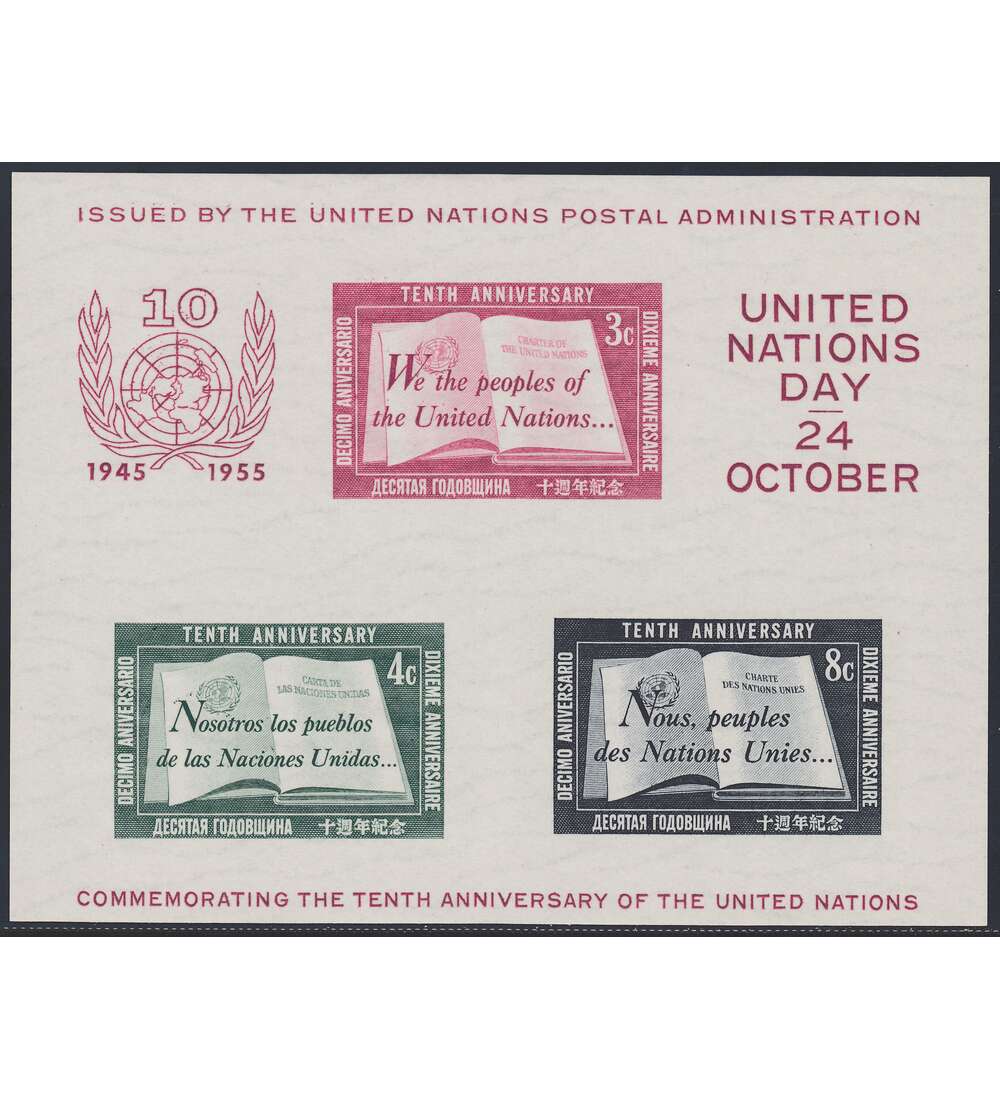 ISSUED BY THE UNITED NATIONS POSTAL ADMINISTRATION
10
1945 1955
TENTH ANNIVERSARY
DECIMO ANIVERSARIO
3c
CHARTER OF
THE UNITED NATIONS
We the peoples of
the United Nations...
DIXIEME ANNIVERSAIRE
ДЕСЯТАЯ ГОДОВЩИНА 十週年紀念
UNITED
NATIONS
DAY
24
OCTOBER
TENTH ANNIVERSARY
DECIMO ANIVERSARIO
4c
CARTA DE
LAS NACIONES UNIDAS
Nosotros los pueblos
de las Naciones Unidas...
DIXIEME ANNIVERSAIRE
ДЕСЯТАЯ ГОДОВЩИНА 十週年紀念
TENTH ANNIVERSARY
DECIMO ANIVERSARIO
8c
CHARTE
DES NATIONS UNIES
Nous, peuples
des Nations Unies...
DIXIEME ANNIVERSAIRE
ДЕСЯТАЯ ГОДОВЩИНА 十週年紀念
COMMEMORATING THE TENTH ANNIVERSARY OF THE UNITED NATIONS